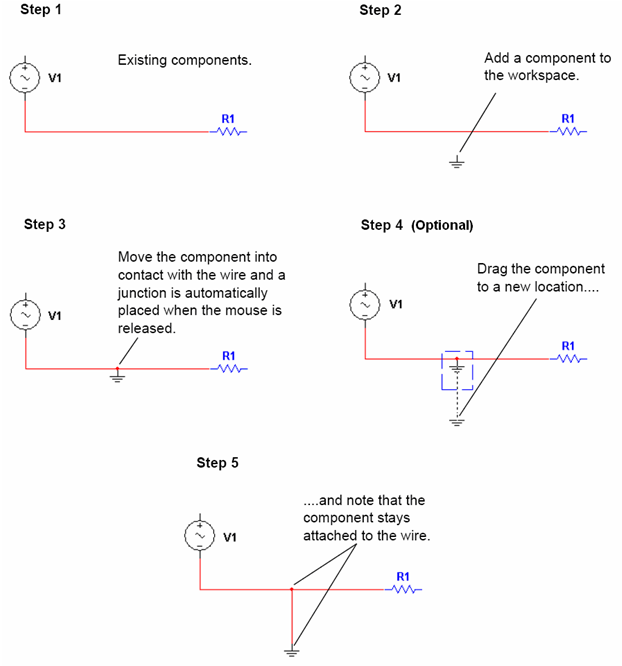 Step 1
Existing components.
V1
R1
Step 2
Add a component to
the workspace.
V1
R1
Step 3
Move the component into
contact with the wire and a
junction is automatically
placed when the mouse is
released.
V1
R1
Step 4 (Optional)
Drag the component
to a new location....
V1
R1
Step 5
....and note that the
component stays
attached to the wire.
V1
R1